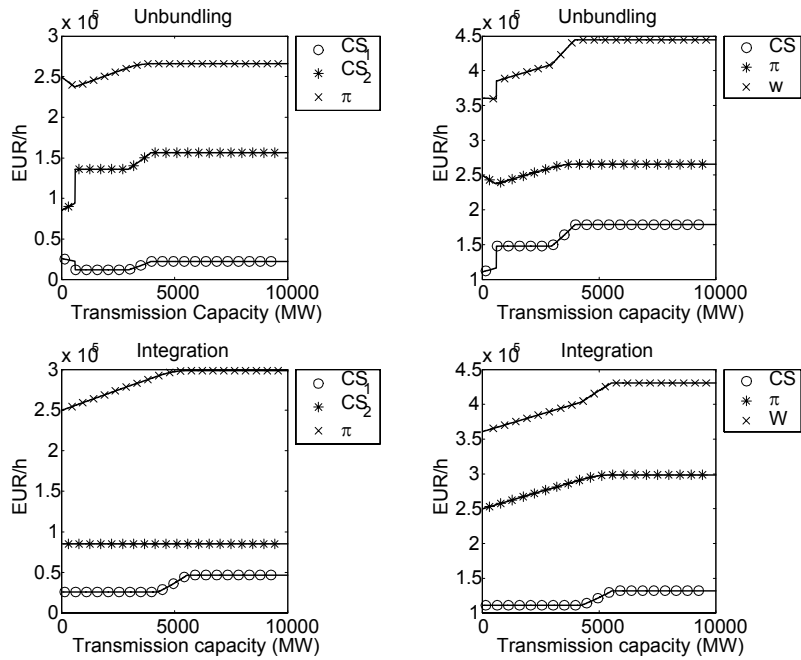 x 10^5
Unbundling
3
2.5
2
1.5
1
0.5
0
EUR/h
0
5000
10000
Transmission Capacity (MW)
CS_1
CS_2
π
x 10^5
Unbundling
4.5
4
3.5
3
2.5
2
1.5
1
EUR/h
0
5000
10000
Transmission capacity (MW)
CS
π
w
x 10^5
Integration
3
2.5
2
1.5
1
0.5
0
EUR/h
0
5000
10000
Transmission capacity (MW)
CS_1
CS_2
π
x 10^5
Integration
4.5
4
3.5
3
2.5
2
1.5
1
EUR/h
0
5000
10000
Transmission capacity (MW)
CS
π
W